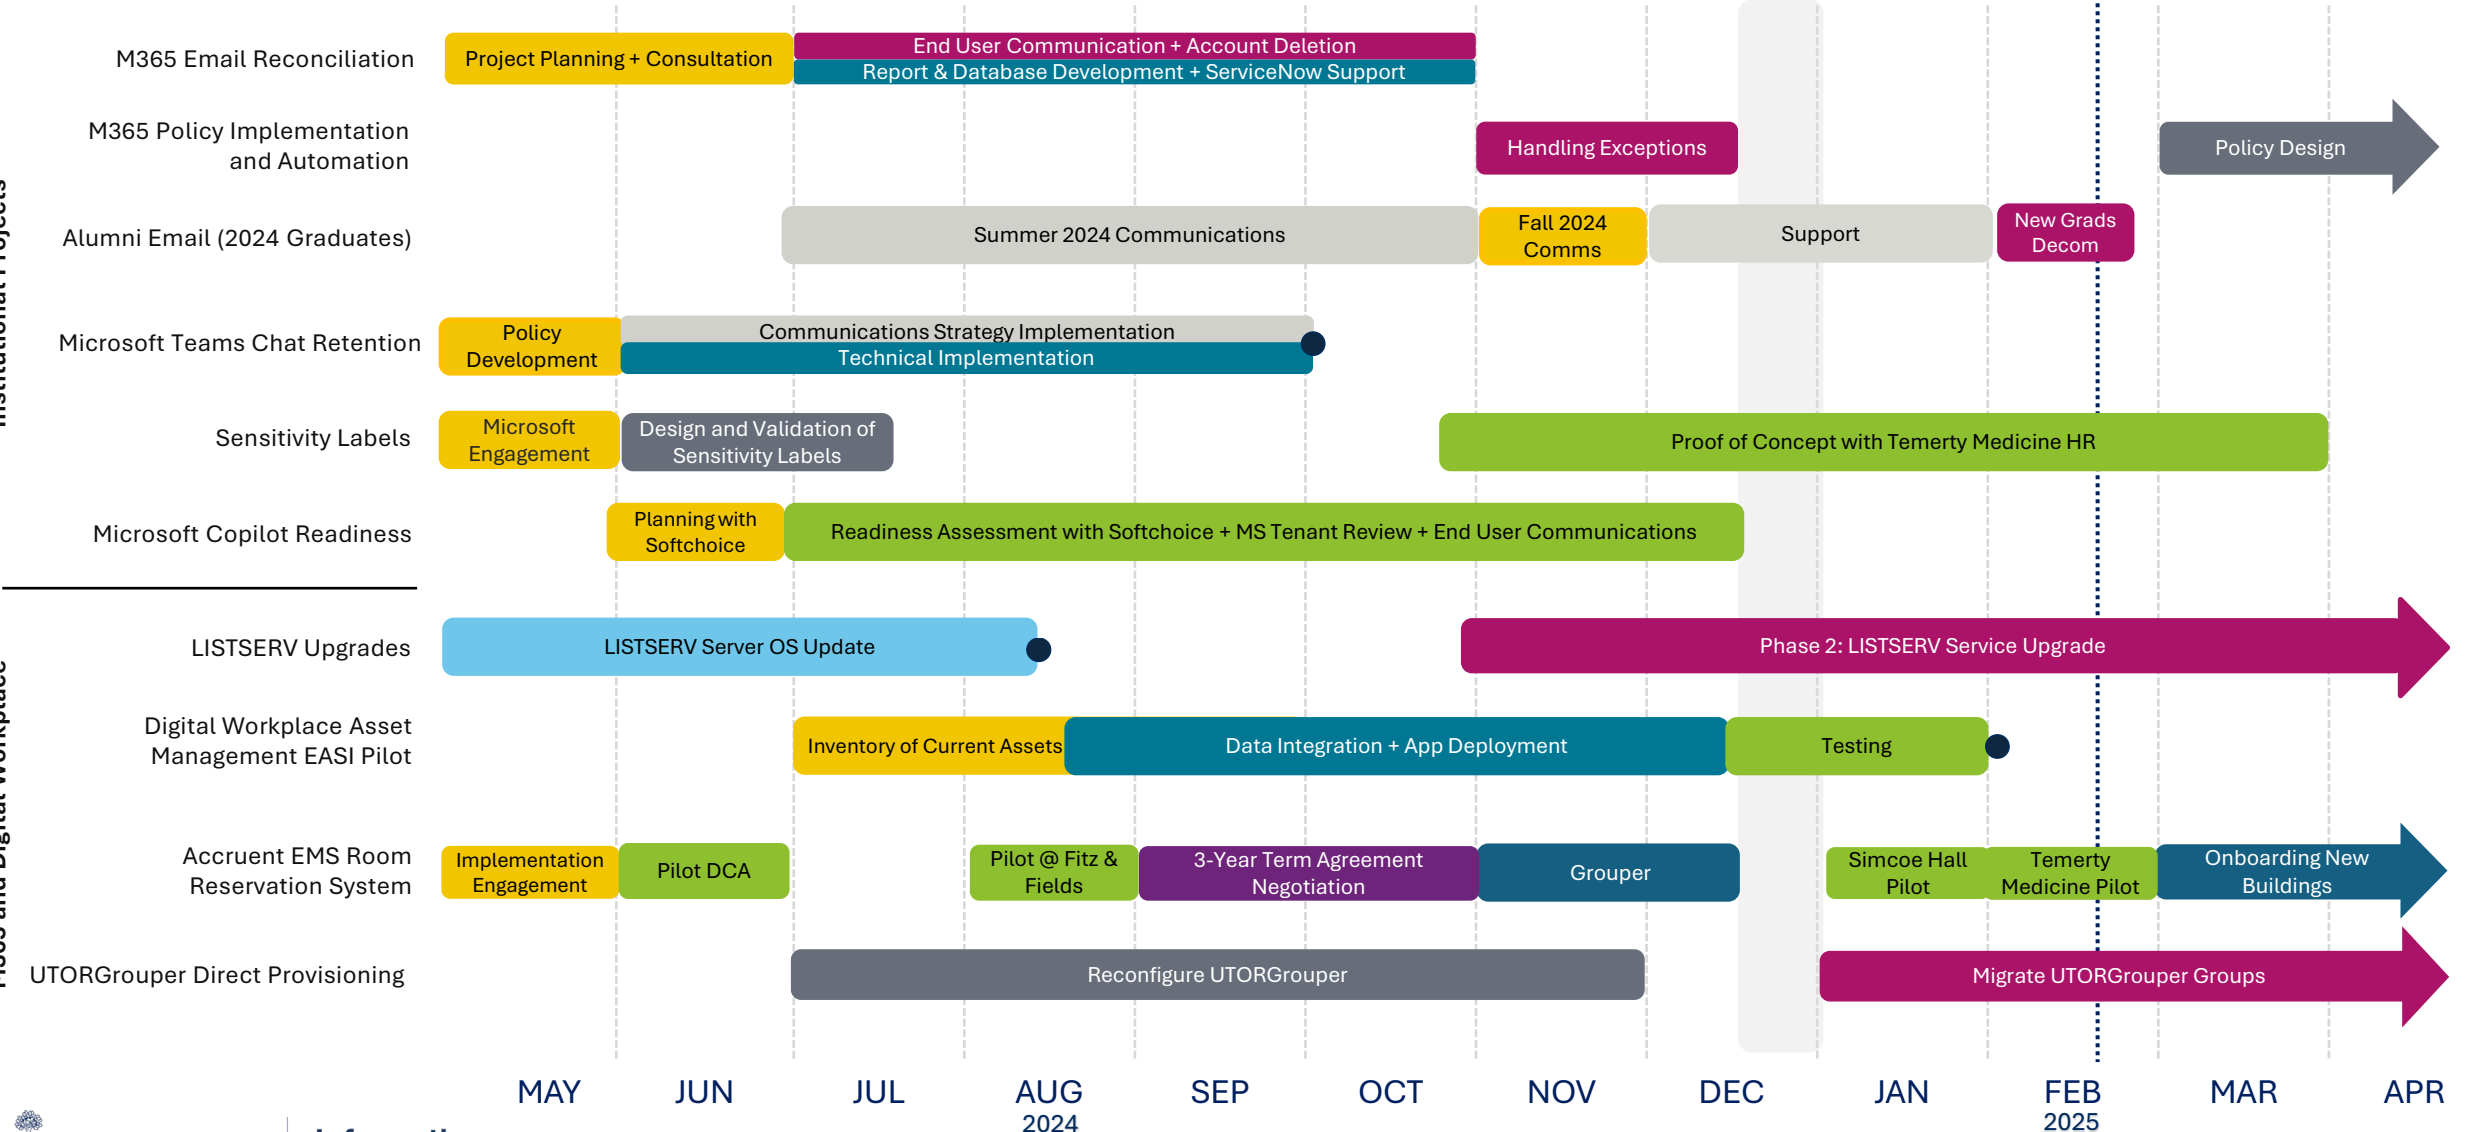 M365 Email Reconciliation
Project Planning + Consultation
End User Communication + Account Deletion
Report & Database Development + ServiceNow Support
M365 Policy Implementation
and Automation
Handling Exceptions
Policy Design
Alumni Email (2024 Graduates)
Summer 2024 Communications
Fall 2024
Comms
Support
New Grads
Decom
Microsoft Teams Chat Retention
Policy
Development
Communications Strategy Implementation
Technical Implementation
Sensitivity Labels
Microsoft
Engagement
Design and Validation of
Sensitivity Labels
Proof of Concept with Temerty Medicine HR
Microsoft Copilot Readiness
Planning with
Softchoice
Readiness Assessment with Softchoice + MS Tenant Review + End User Communications
LISTSERV Upgrades
LISTSERV Server OS Update
Phase 2: LISTSERV Service Upgrade
Digital Workplace Asset
Management EASI Pilot
Inventory of Current Assets
Data Integration + App Deployment
Testing
Accruent EMS Room
Reservation System
Implementation
Engagement
Pilot DCA
Pilot @ Fitz &
Fields
3-Year Term Agreement
Negotiation
Grouper
Simcoe Hall
Pilot
Temerty
Medicine Pilot
Onboarding New
Buildings
UTORGrouper Direct Provisioning
Reconfigure UTORGrouper
Migrate UTORGrouper Groups
MAY JUN JUL AUG SEP OCT NOV DEC JAN FEB MAR APR
2024 2025